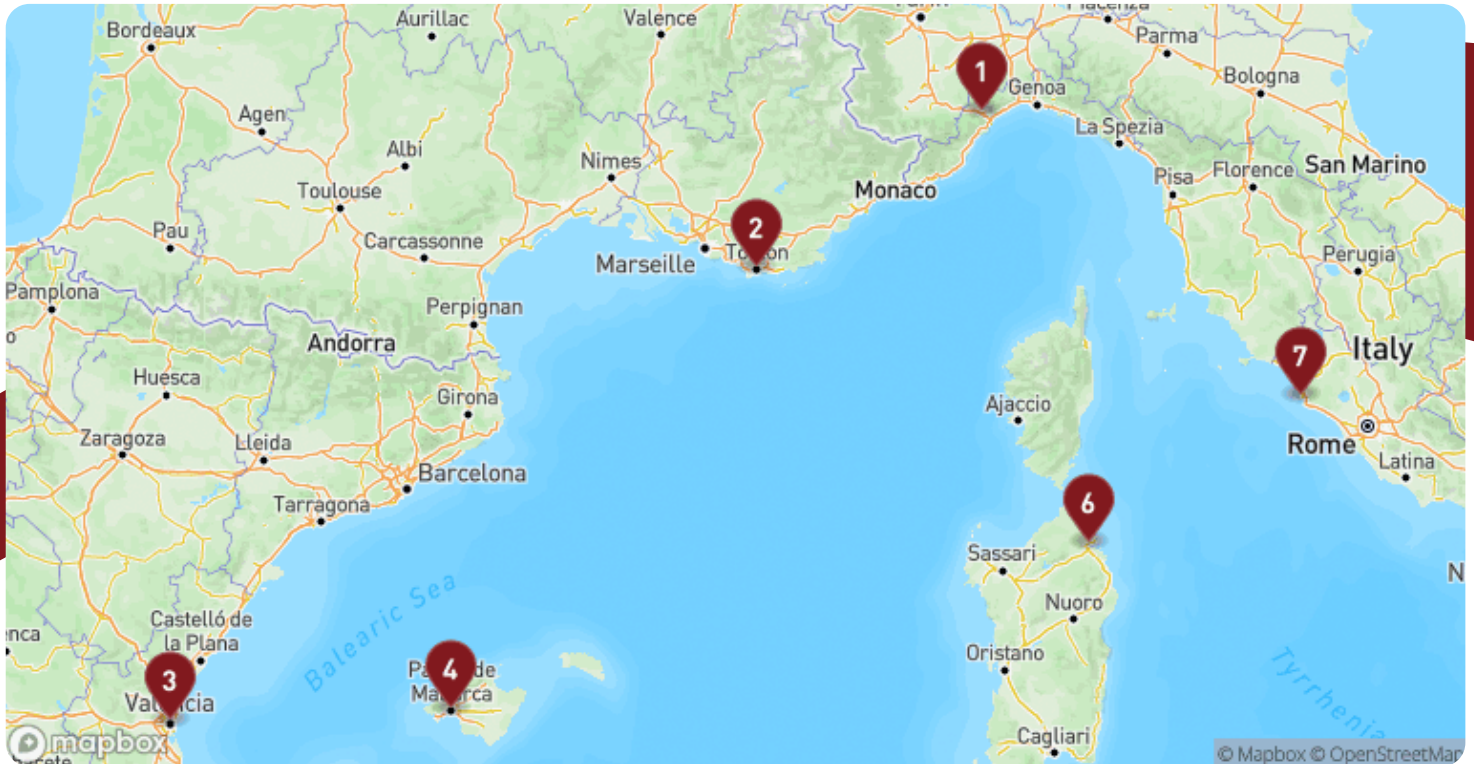 Bordeaux
Aurillac
Valence
Parma
1
Genoa
Bologna
Agen
La Spezia
Albi
Nimes
San Marino
Toulouse
Monaco
Pisa
Florence
2
Pau
Carcassonne
Marseille
Perugia
Pamplona
Perpignan
Andorra
7
Italy
Huesca
Girona
Ajaccio
Zaragoza
Lleida
Rome
Barcelona
Latina
Tarragona
6
Sassari
Balearic Sea
Nuoro
Castelló de
la Plana
Oristano
3
4
Tyrrhenia
Cagliari
mapbox
© Mapbox © OpenStreetMap